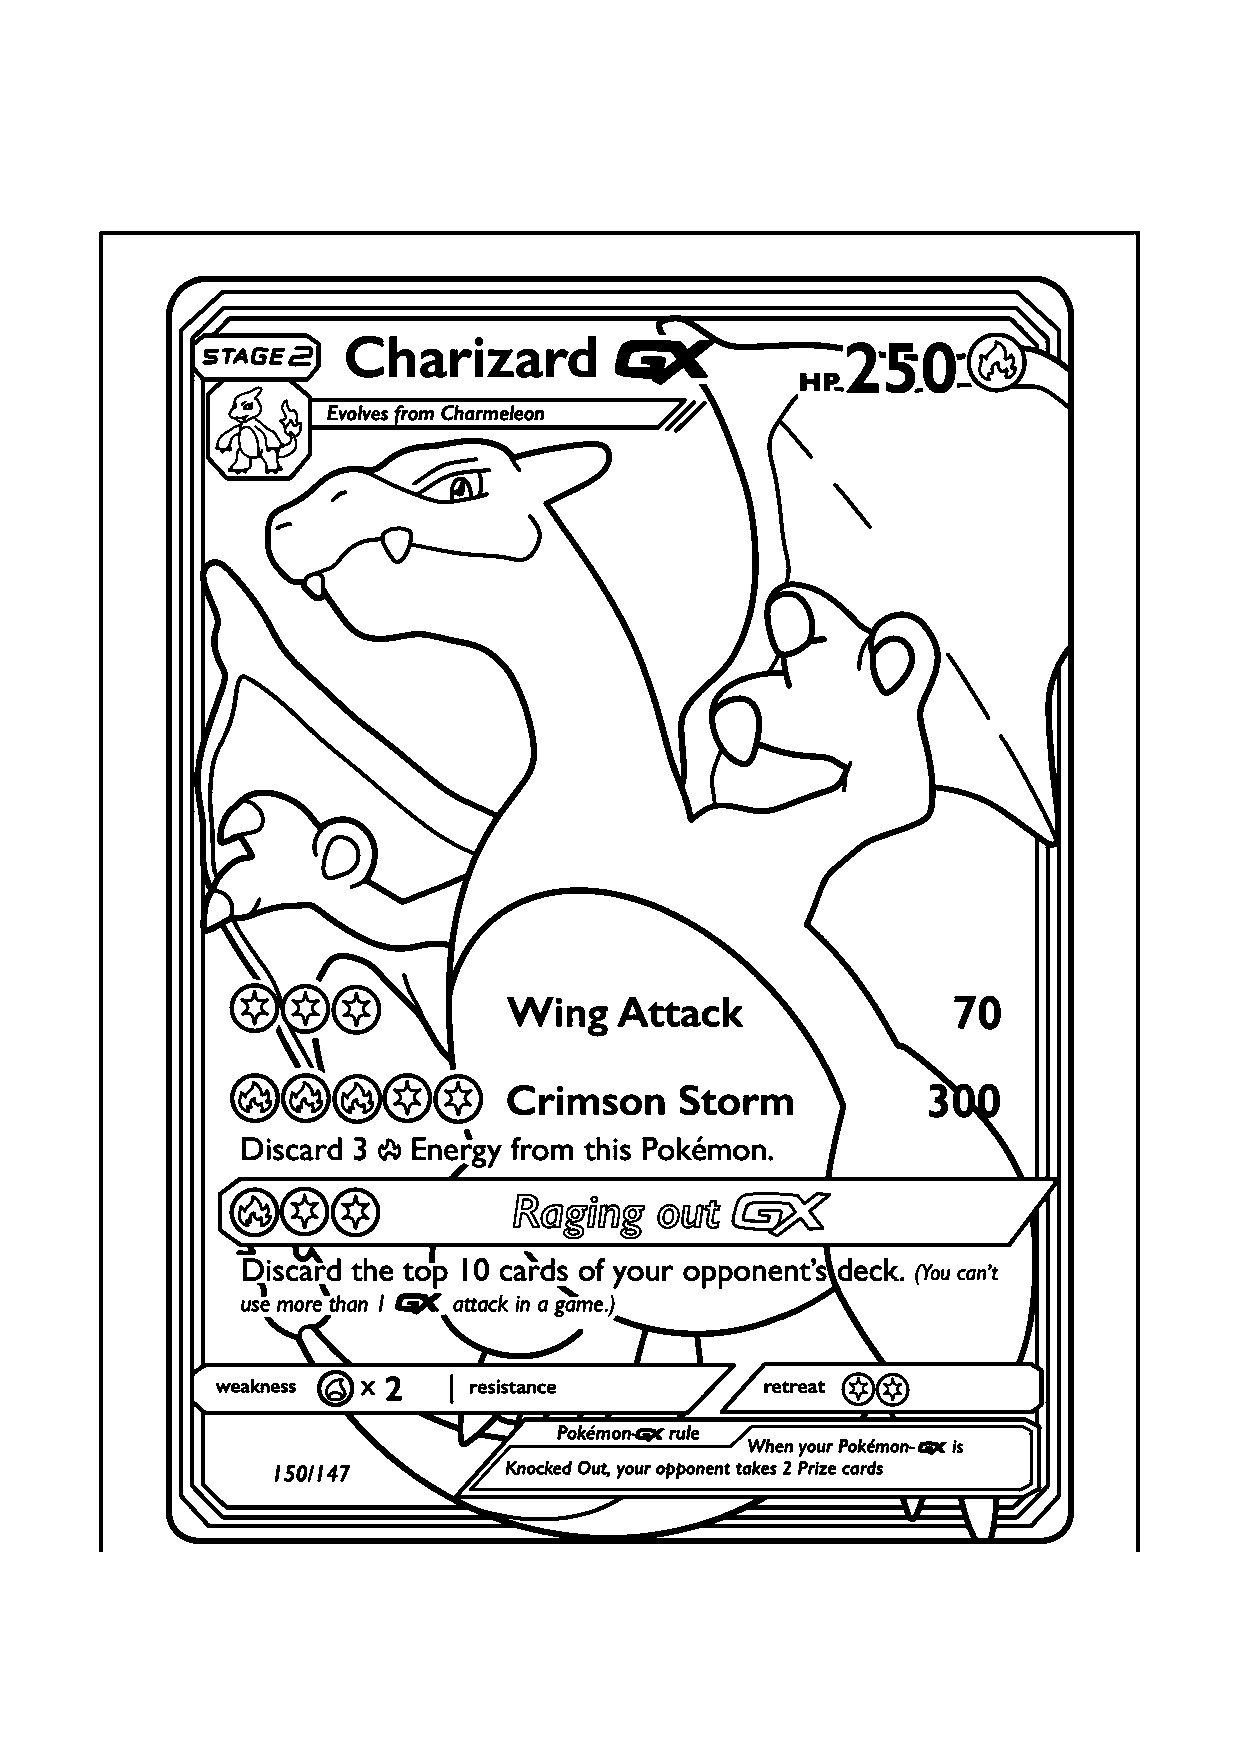 STAGE 2 Charizard GX HP 250
Evolves from Charmeleon
Wing Attack 70
Crimson Storm 300
Discard 3 Energy from this Pokémon.
Raging out GX
Discard the top 10 cards of your opponent's deck. (You can't
use more than 1 GX attack in a game.)
weakness x 2 | resistance retreat
Pokémon-GX rule
When your Pokémon-GX is
Knocked Out, your opponent takes 2 Prize cards
150/147